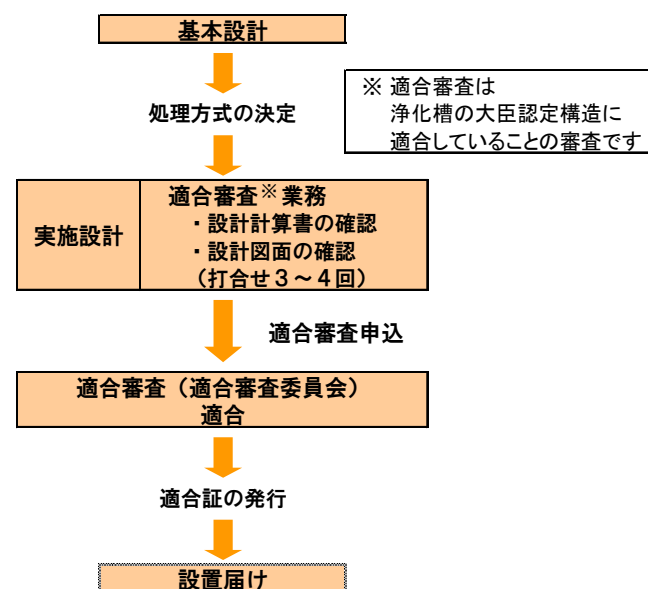 基本設計
処理方式の決定
※ 適合審査は
浄化槽の大臣認定構造に
適合していることの審査です
実施設計
適合審査※業務
・設計計算書の確認
・設計図面の確認
（打合せ３～４回）
適合審査申込
適合審査（適合審査委員会）
適合
適合証の発行
設置届け